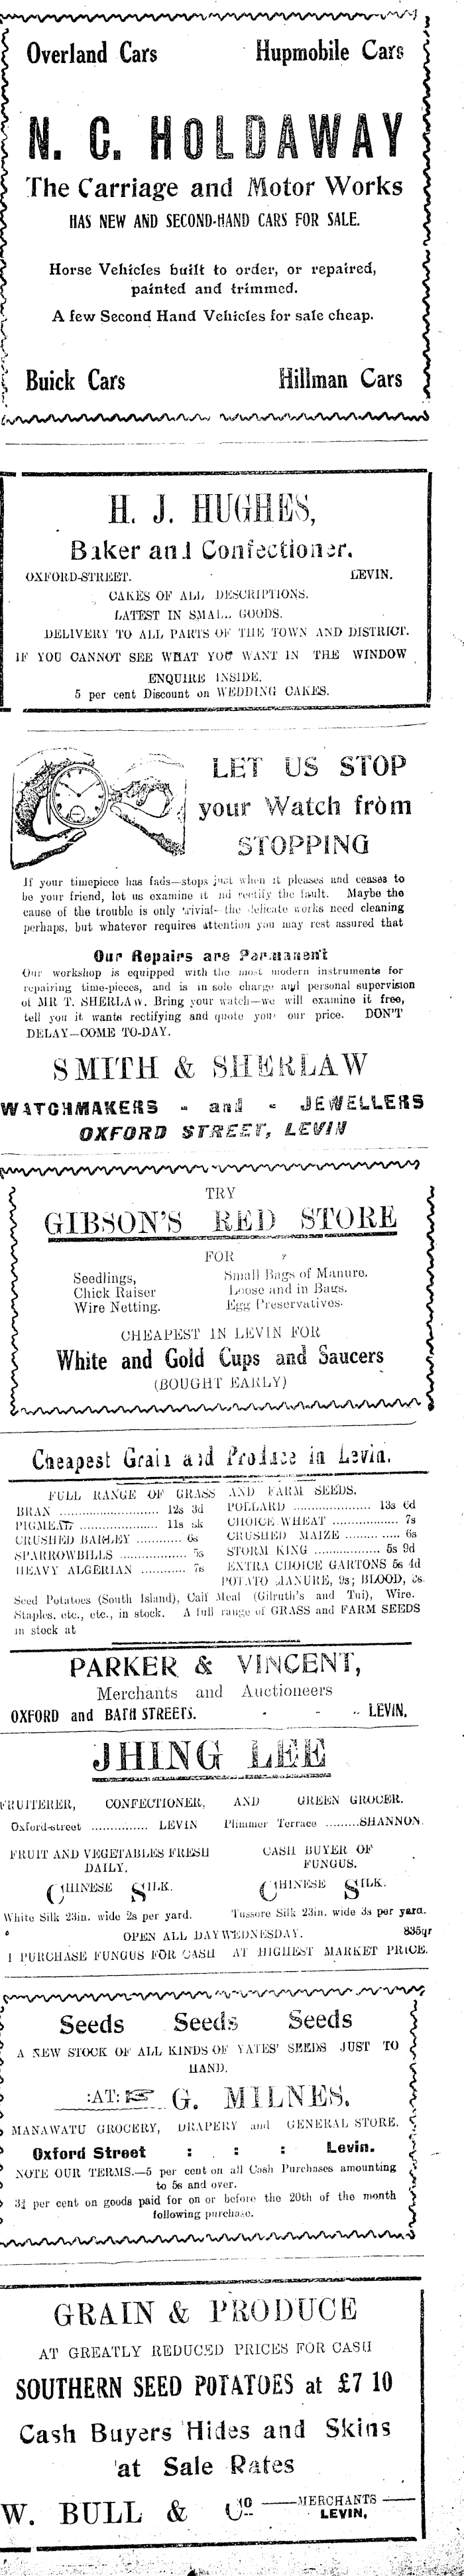 Overland Cars Hupmobile Cars
N. C. HOLDAWAY
The Carriage and Motor Works
HAS NEW AND SECOND-HAND CARS FOR SALE.
Horse Vehicles built to order, or repaired,
painted and trimmed.
A few Second Hand Vehicles for sale cheap.
Buick Cars Hillman Cars
H. J. HUGHES,
Baker and Confectioner.
OXFORD-STREET. LEVIN.
CAKES OF ALL DESCRIPTIONS.
LATEST IN SMALL GOODS.
DELIVERY TO ALL PARTS OF THE TOWN AND DISTRICT.
IF YOU CANNOT SEE WHAT YOU WANT IN THE WINDOW
ENQUIRE INSIDE.
5 per cent Discount on WEDDING CAKES.
LET US STOP
your Watch from
STOPPING
If your timepiece has fads—stops just when it pleases and ceases to
be your friend, let us examine it and rectify the fault. Maybe the
cause of the trouble is only trivial—the delicate works need cleaning
perhaps, but whatever requires attention you may rest assured that
Our Repairs are Permanent
Our workshop is equipped with the most modern instruments for
repairing time-pieces, and is in sole charge and personal supervision
of MR T. SHERLAW. Bring your watch—we will examine it free,
tell you it wants rectifying and quote you our price. DON'T
DELAY—COME TO-DAY.
SMITH & SHERLAW
WATCHMAKERS - and - JEWELLERS
OXFORD STREET, LEVIN
TRY
GIBSON'S RED STORE
FOR
Seedlings, Small Bags of Manure.
Chick Raiser Loose and in Bags.
Wire Netting. Egg Preservatives.
CHEAPEST IN LEVIN FOR
White and Gold Cups and Saucers
(BOUGHT EARLY)
Cheapest Grain and Produce in Levin.
FULL RANGE OF GRASS AND FARM SEEDS.
BRAN ............ 12s 3d POLLARD ............ 13s 6d
PIGMEAT ............ 11s CHOICE WHEAT ............ 7s
CRUSHED BARLEY ............ 6s CRUSHED MAIZE ............ 6s
SPARROWBILLS ............ 5s STORM KING ............ 5s 9d
HEAVY ALGERIAN ............ 7s EXTRA CHOICE GARTONS 5s 4d
POTATO MANURE, 9s; BLOOD,
Seed Potatoes (South Island), Calf Meal (Gilruth's and Tui), Wire.
Staples, etc., etc., in stock. A full range of GRASS and FARM SEEDS
in stock at
PARKER & VINCENT,
Merchants and Auctioneers
OXFORD and BATH STREETS. - - LEVIN.
JHING LEE
FRUITERER, CONFECTIONER, AND GREEN GROCER.
Oxford-street ............ LEVIN Plimmer Terrace .........SHANNON.
FRUIT AND VEGETABLES FRESH DAILY. CASH BUYER OF FUNGUS.
CHINESE SILK. CHINESE SILK.
White Silk 23in. wide 2s per yard. Tussore Silk 23in. wide 3s per yard.
OPEN ALL DAY WEDNESDAY. 835qr
I PURCHASE FUNGUS FOR CASH AT HIGHEST MARKET PRICE.
Seeds Seeds Seeds
A NEW STOCK OF ALL KINDS OF YATES' SEEDS JUST TO
HAND.
:AT: G. MILNES.
MANAWATU GROCERY, DRAPERY and GENERAL STORE.
Oxford Street : : : Levin.
NOTE OUR TERMS.—5 per cent on all Cash Purchases amounting
to 5s and over.
3¾ per cent on goods paid for on or before the 20th of the month
following purchase.
GRAIN & PRODUCE
AT GREATLY REDUCED PRICES FOR CASH
SOUTHERN SEED POTATOES at £7 10
Cash Buyers Hides and Skins
at Sale Rates
W. BULL & CO MERCHANTS
LEVIN,